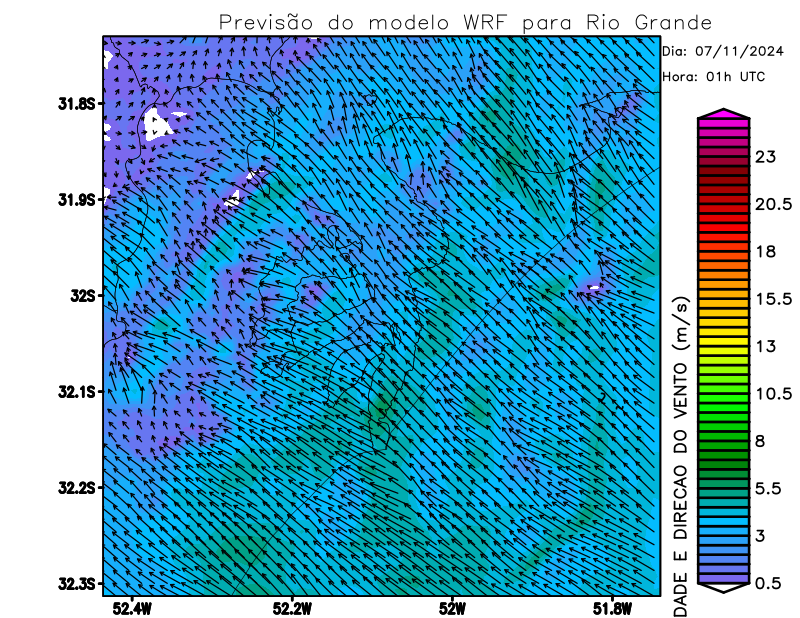 Previsão do modelo WRF para Rio Grande
Dia: 07/11/2024
Hora: 01h UTC
31.8S
31.9S
32S
32.1S
32.2S
32.3S
52.4W
52.2W
52W
51.8W
DADE E DIRECAO DO VENTO (m/s)
23
20.5
18
15.5
13
10.5
8
5.5
3
0.5